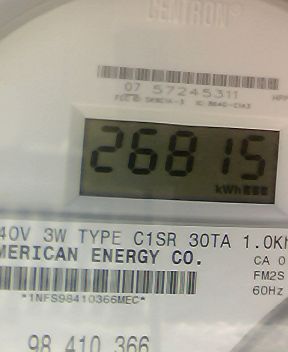 CENTRON®
07 57245311
26815
kWh
40V 3W TYPE C1SR 30TA 1.0Kh
MERICAN ENERGY CO.
CA 0
FM2S
60Hz
*1NFS98410366MEC*
98 410 366